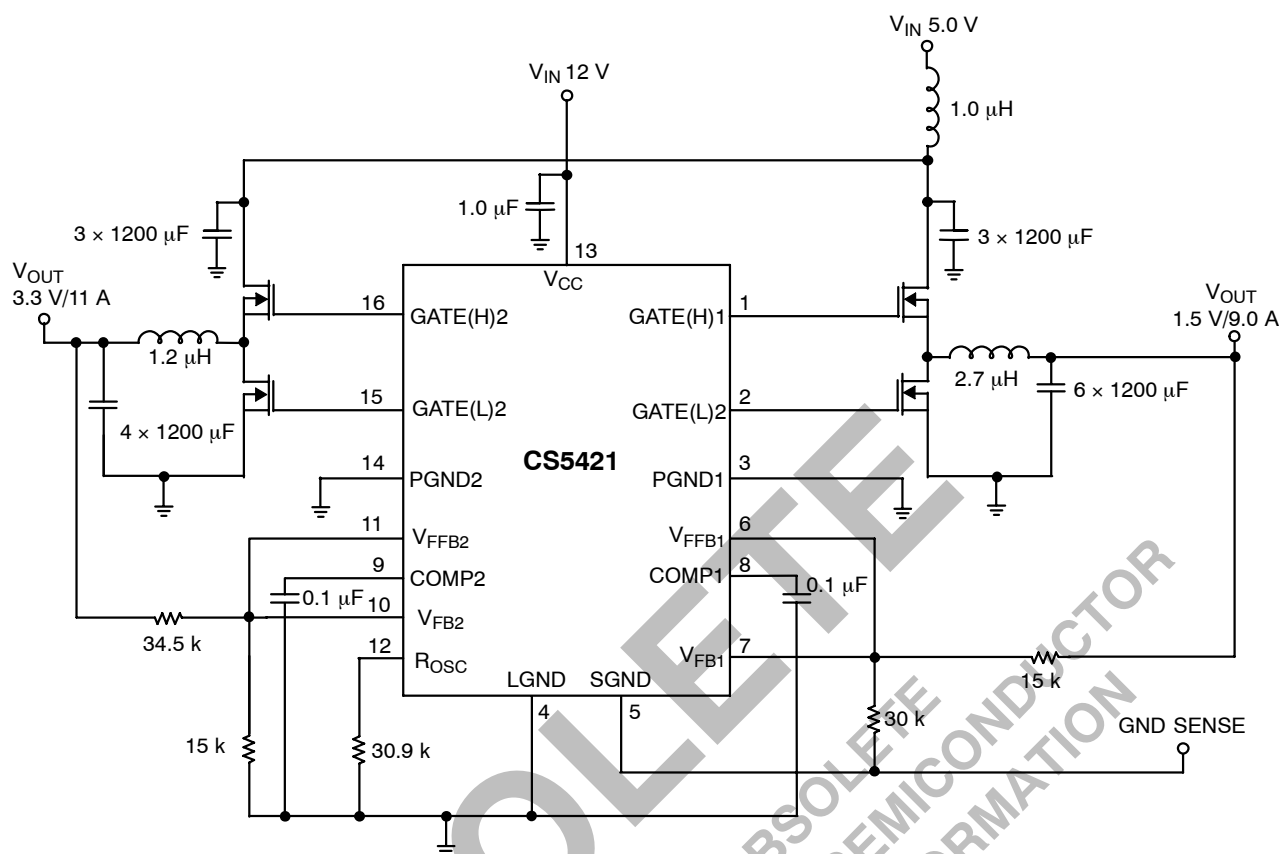 V_IN 5.0 V
V_IN 12 V
1.0 μH
1.0 μF
3 × 1200 μF
3 × 1200 μF
13
V_CC
V_OUT
3.3 V/11 A
V_OUT
1.5 V/9.0 A
16
GATE(H)2
GATE(H)1
1
1.2 μH
2.7 μH
15
GATE(L)2
GATE(L)2
2
6 × 1200 μF
4 × 1200 μF
CS5421
14
PGND2
PGND1
3
11
V_FFB2
V_FFB1
6
9
COMP2
COMP1
8
0.1 μF
0.1 μF
10
V_FB2
34.5 k
12
R_OSC
V_FB1
7
15 k
LGND
SGND
4
5
30 k
GND SENSE
15 k
30.9 k
OLETE
OBSOLETE
SEMICONDUCTOR
ORMATION